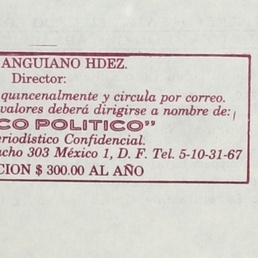 ANGUIANO HDEZ.
Director:
quincenalmente y circula por correo.
valores deberá dirigirse a nombre de:
CO POLITICO"
eriodístico Confidencial.
cho 303 México 1, D. F. Tel. 5-10-31-67
CION $ 300.00 AL AÑO